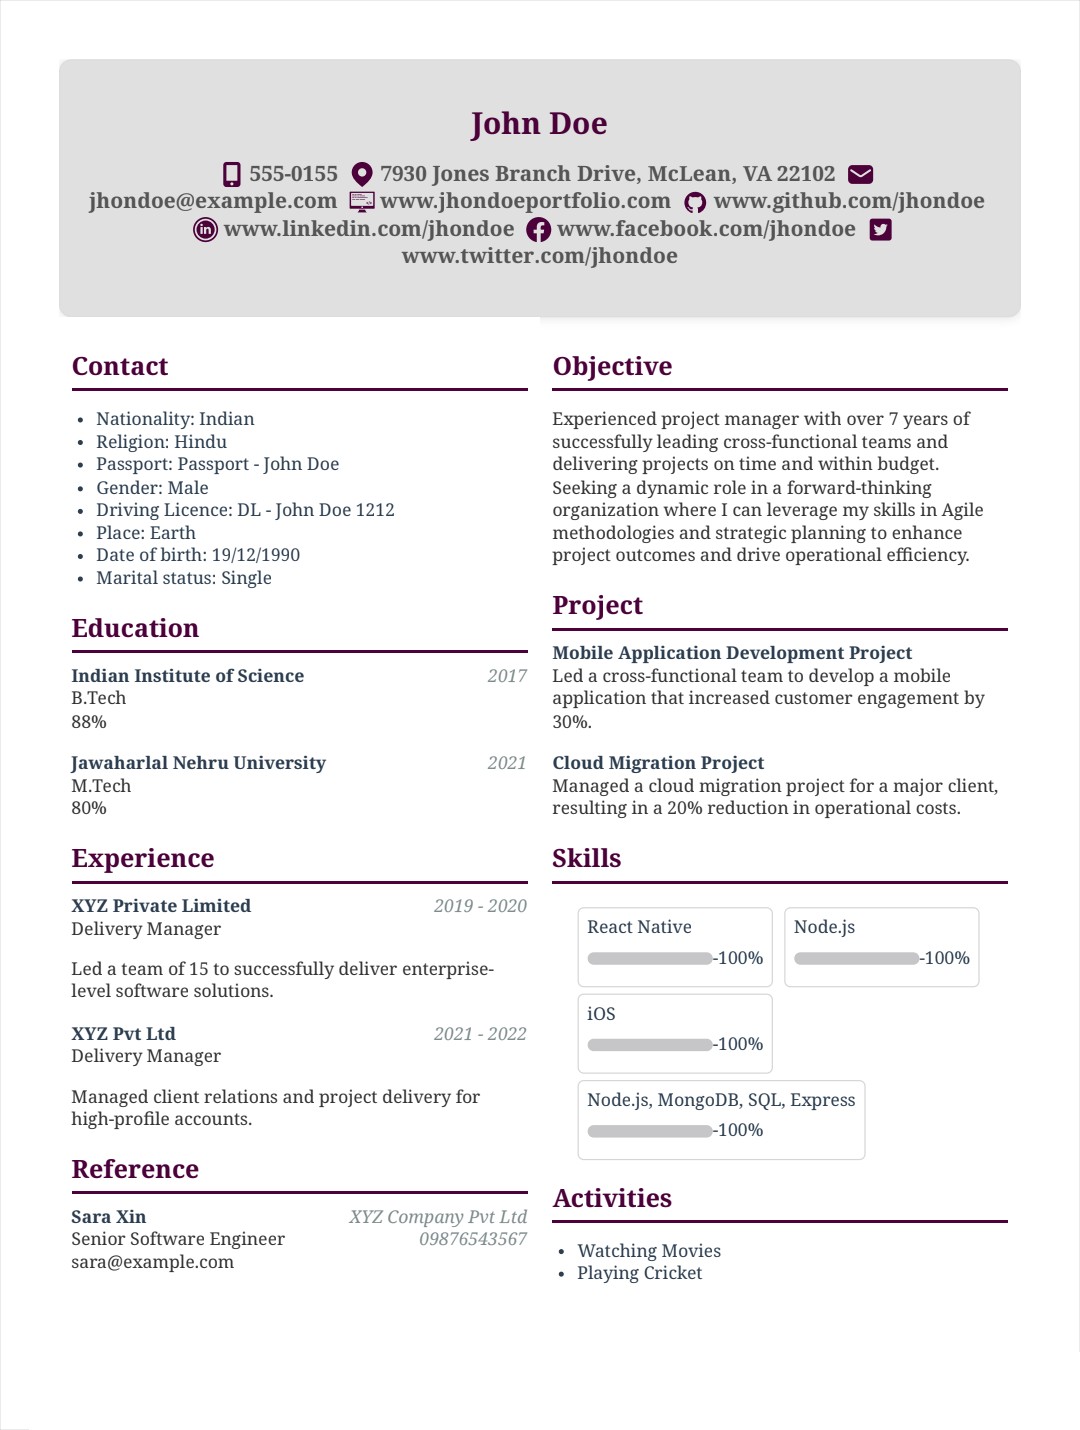 John Doe
555-0155 7930 Jones Branch Drive, McLean, VA 22102
jhondoe@example.com www.jhondoeportfolio.com www.github.com/jhondoe
www.linkedin.com/jhondoe www.facebook.com/jhondoe
www.twitter.com/jhondoe
Contact
• Nationality: Indian
• Religion: Hindu
• Passport: Passport - John Doe
• Gender: Male
• Driving Licence: DL - John Doe 1212
• Place: Earth
• Date of birth: 19/12/1990
• Marital status: Single
Education
Indian Institute of Science 2017
B.Tech
88%
Jawaharlal Nehru University 2021
M.Tech
80%
Experience
XYZ Private Limited 2019 - 2020
Delivery Manager
Led a team of 15 to successfully deliver enterprise-
level software solutions.
XYZ Pvt Ltd 2021 - 2022
Delivery Manager
Managed client relations and project delivery for
high-profile accounts.
Reference
Sara Xin XYZ Company Pvt Ltd
Senior Software Engineer 09876543567
sara@example.com
Objective
Experienced project manager with over 7 years of
successfully leading cross-functional teams and
delivering projects on time and within budget.
Seeking a dynamic role in a forward-thinking
organization where I can leverage my skills in Agile
methodologies and strategic planning to enhance
project outcomes and drive operational efficiency.
Project
Mobile Application Development Project
Led a cross-functional team to develop a mobile
application that increased customer engagement by
30%.
Cloud Migration Project
Managed a cloud migration project for a major client,
resulting in a 20% reduction in operational costs.
Skills
React Native
-100%
Node.js
-100%
iOS
-100%
Node.js, MongoDB, SQL, Express
-100%
Activities
• Watching Movies
• Playing Cricket